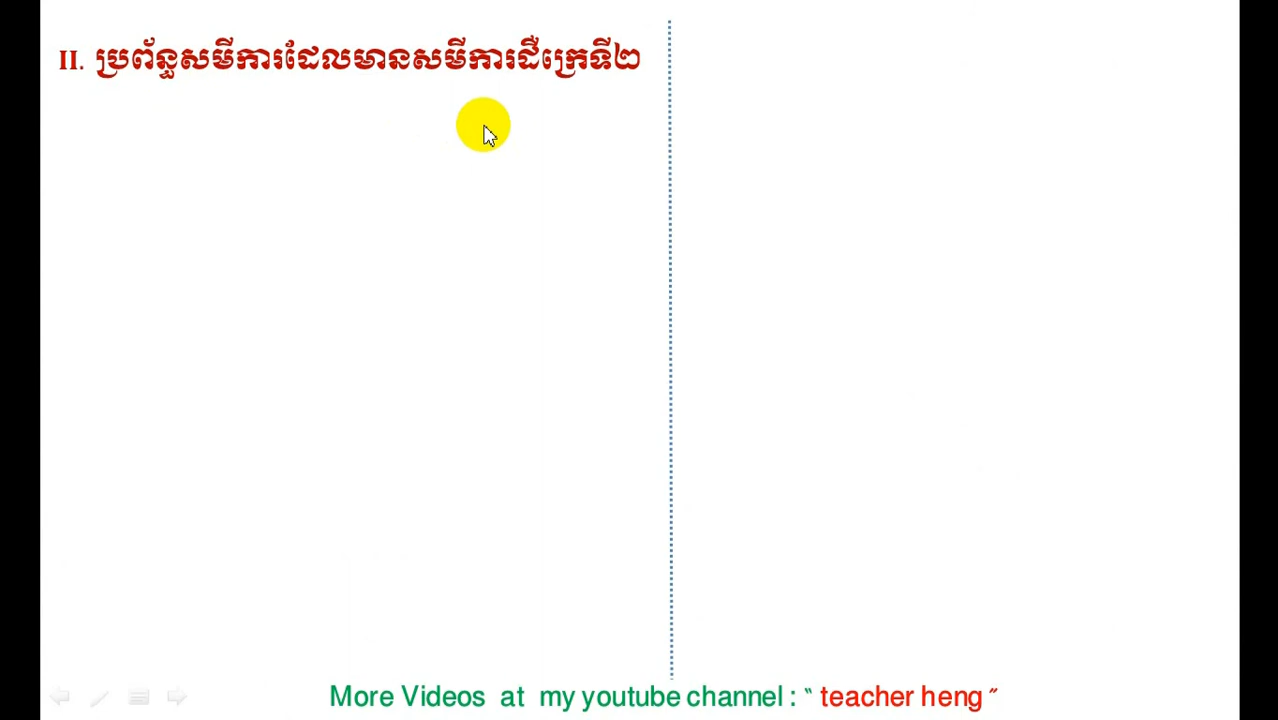 II. ប្រព័ន្ធសមីការដែលមានសមីការដឺក្រេទី២
More Videos at my youtube channel : “ teacher heng ”